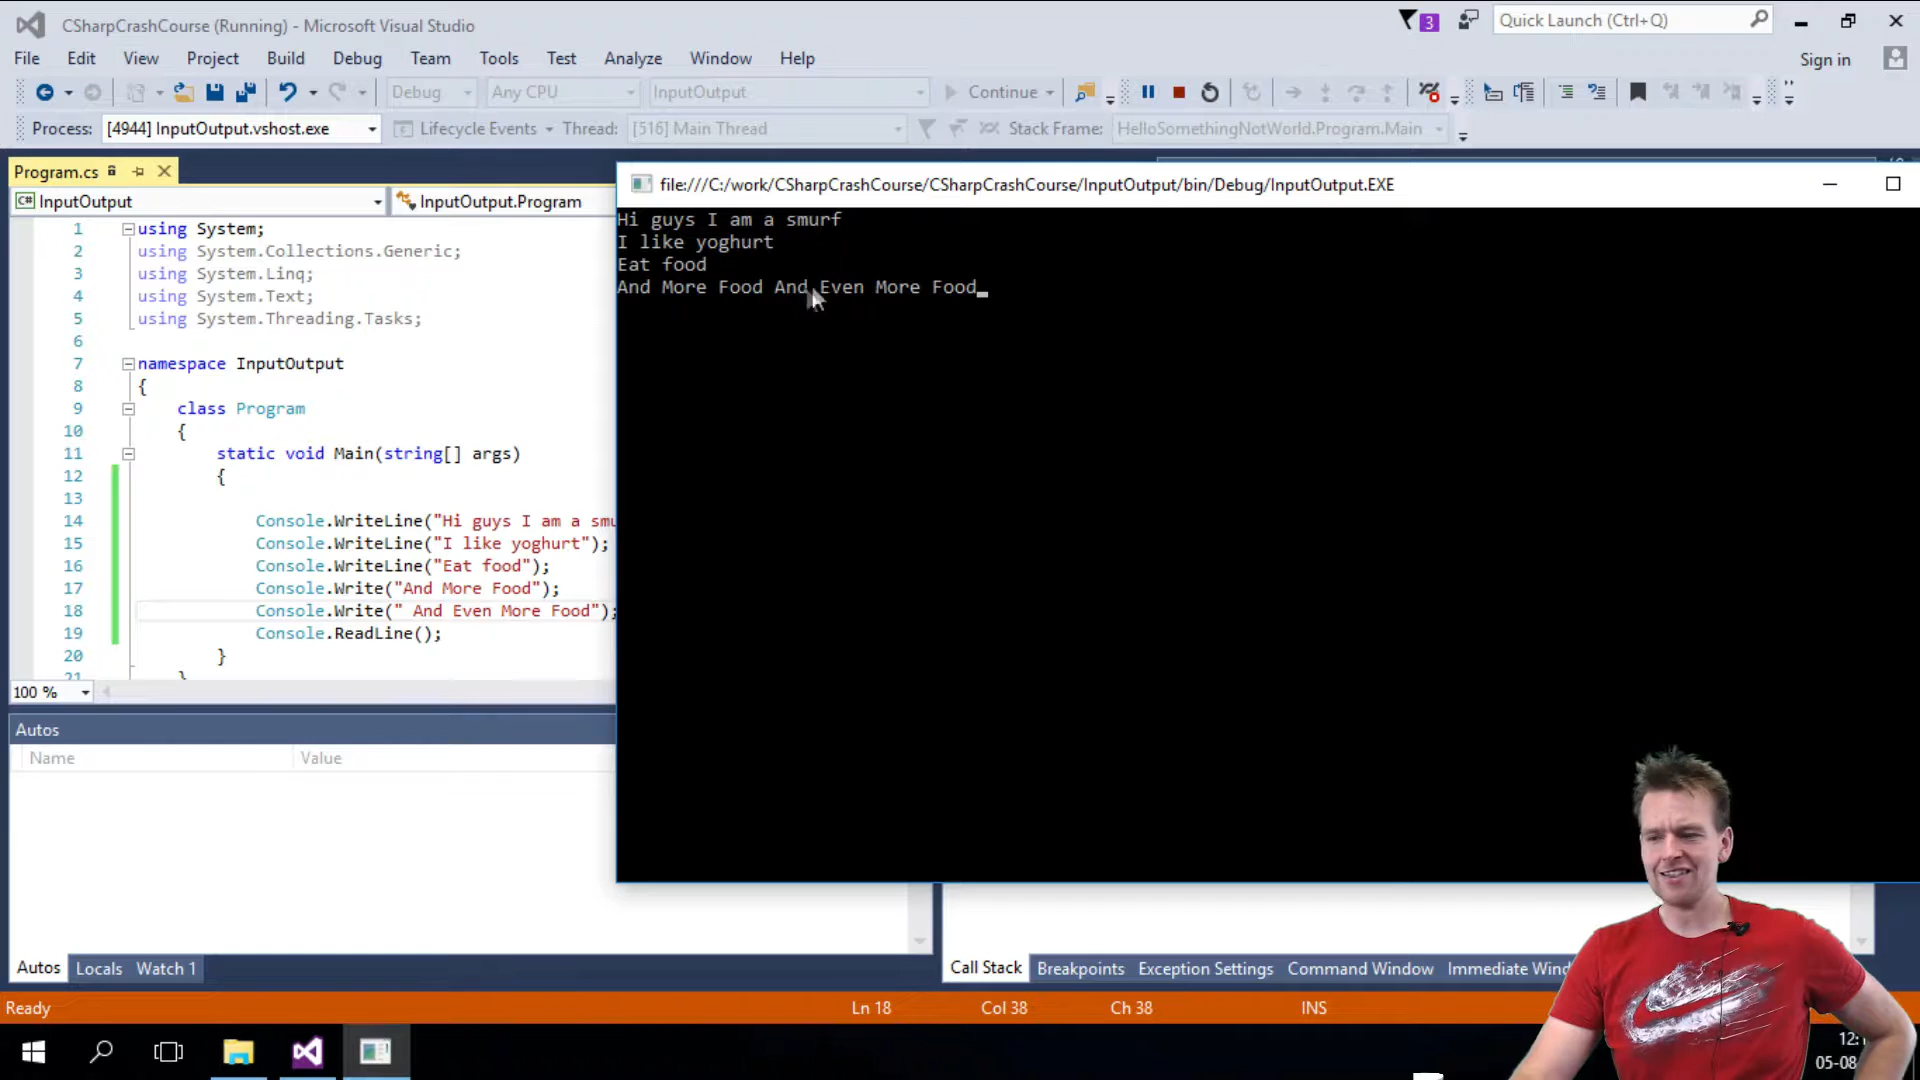 CSharpCrashCourse (Running) - Microsoft Visual Studio
3
Quick Launch (Ctrl+Q)
File Edit View Project Build Debug Team Tools Test Analyze Window Help
Sign in
Debug Any CPU InputOutput Continue
Process: [4944] InputOutput.vshost.exe Lifecycle Events Thread: [516] Main Thread Stack Frame: HelloSomethingNotWorld.Program.Main
Program.cs
C# InputOutput InputOutput.Program
1 using System;
2 using System.Collections.Generic;
3 using System.Linq;
4 using System.Text;
5 using System.Threading.Tasks;
6
7 namespace InputOutput
8 {
9 class Program
10 {
11 static void Main(string[] args)
12 {
13
14 Console.WriteLine("Hi guys I am a smu
15 Console.WriteLine("I like yoghurt");
16 Console.WriteLine("Eat food");
17 Console.Write("And More Food");
18 Console.Write(" And Even More Food");
19 Console.ReadLine();
20 }
21 }
100 %
file:///C:/work/CSharpCrashCourse/CSharpCrashCourse/InputOutput/bin/Debug/InputOutput.EXE
Hi guys I am a smurf
I like yoghurt
Eat food
And More Food And Even More Food_
Autos
Name Value
Autos Locals Watch 1
Call Stack Breakpoints Exception Settings Command Window Immediate Wind
Ready Ln 18 Col 38 Ch 38 INS
12:
05-08